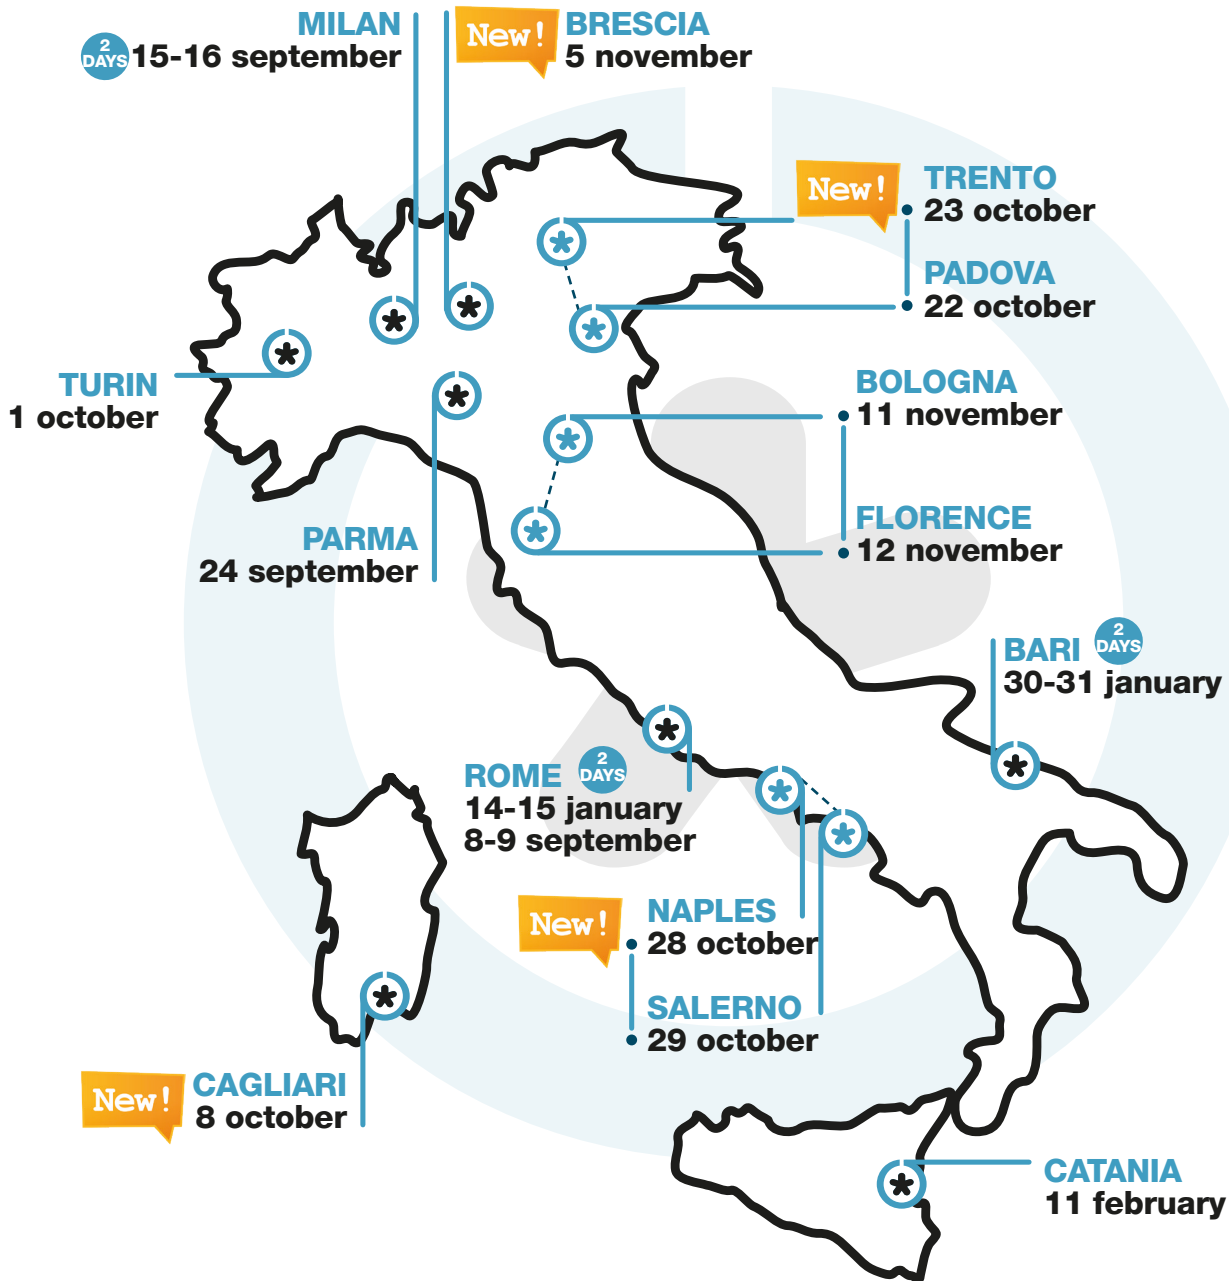 MILAN
2
DAYS
15-16 september
New!
BRESCIA
5 november
New!
TRENTO
23 october
PADOVA
22 october
TURIN
1 october
BOLOGNA
11 november
FLORENCE
12 november
PARMA
24 september
BARI
2
DAYS
30-31 january
ROME
2
DAYS
14-15 january
8-9 september
New!
NAPLES
28 october
SALERNO
29 october
New!
CAGLIARI
8 october
CATANIA
11 february